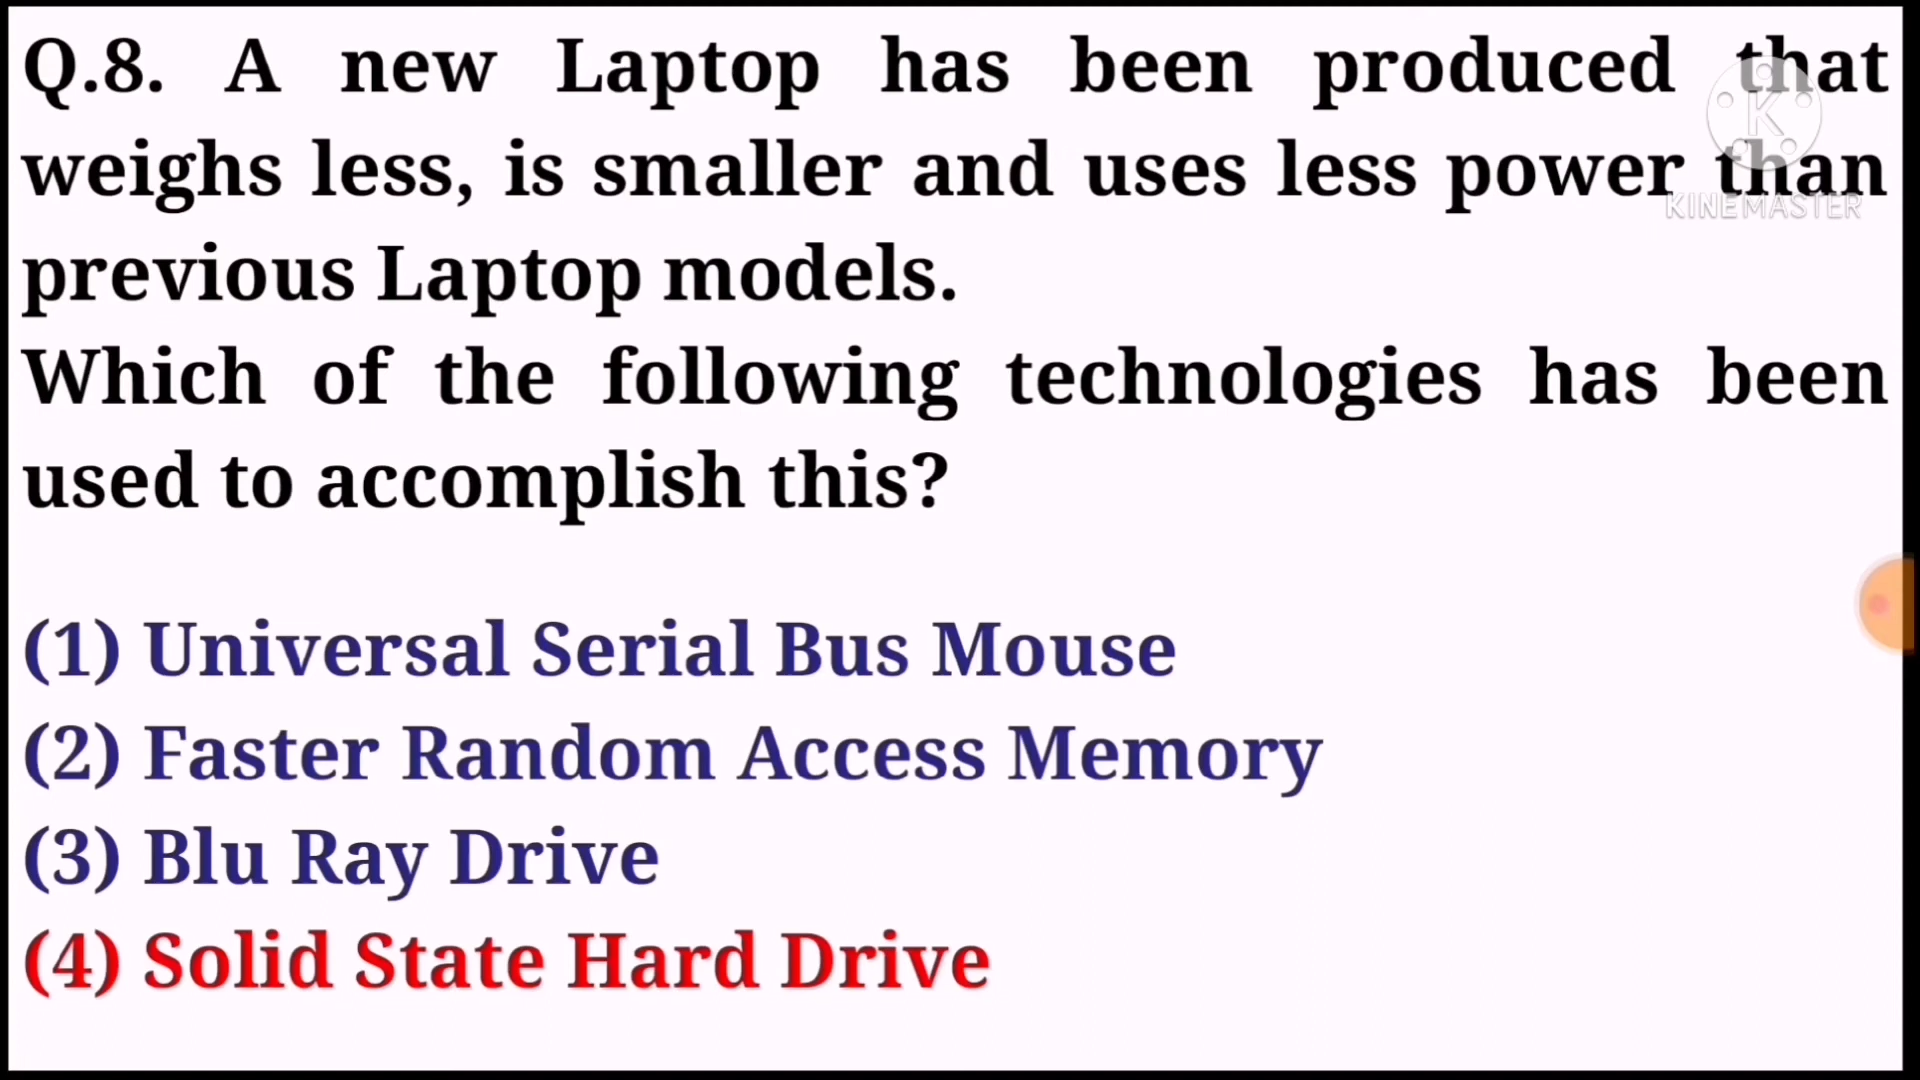 Q.8. A new Laptop has been produced that
weighs less, is smaller and uses less power than
previous Laptop models.
Which of the following technologies has been
used to accomplish this?
(1) Universal Serial Bus Mouse
(2) Faster Random Access Memory
(3) Blu Ray Drive
(4) Solid State Hard Drive
K
KINEMASTER